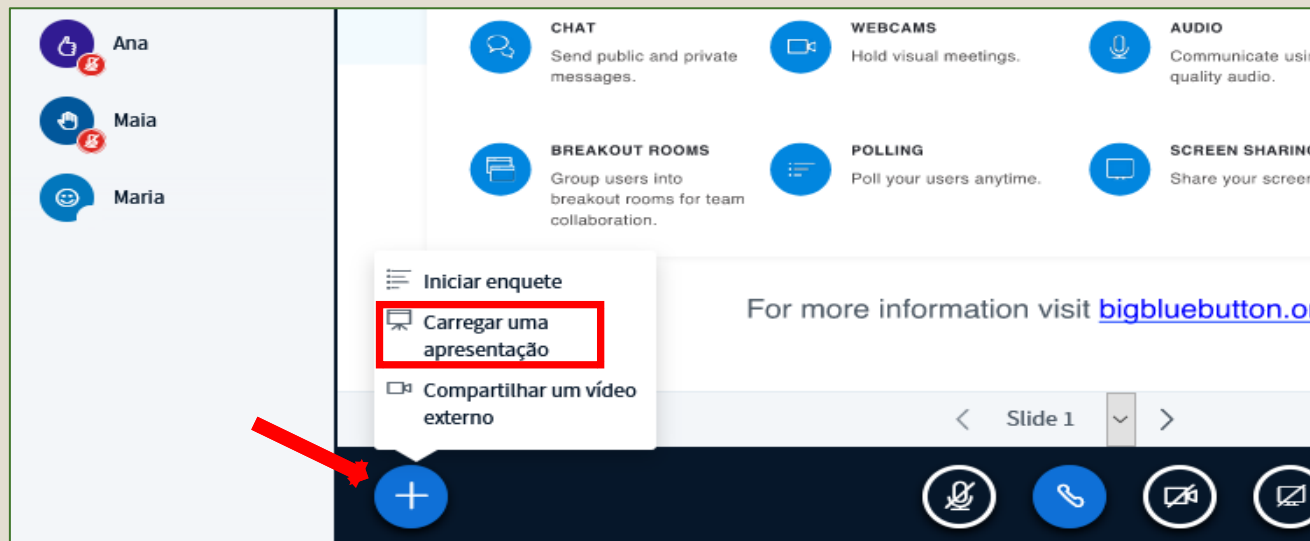 Ana
Maia
Maria
CHAT
Send public and private
messages.
WEBCAMS
Hold visual meetings.
AUDIO
Communicate usin
quality audio.
BREAKOUT ROOMS
Group users into
breakout rooms for team
collaboration.
POLLING
Poll your users anytime.
SCREEN SHARING
Share your screen
For more information visit bigbluebutton.or
Iniciar enquete
Carregar uma
apresentação
Compartilhar um vídeo
externo
Slide 1